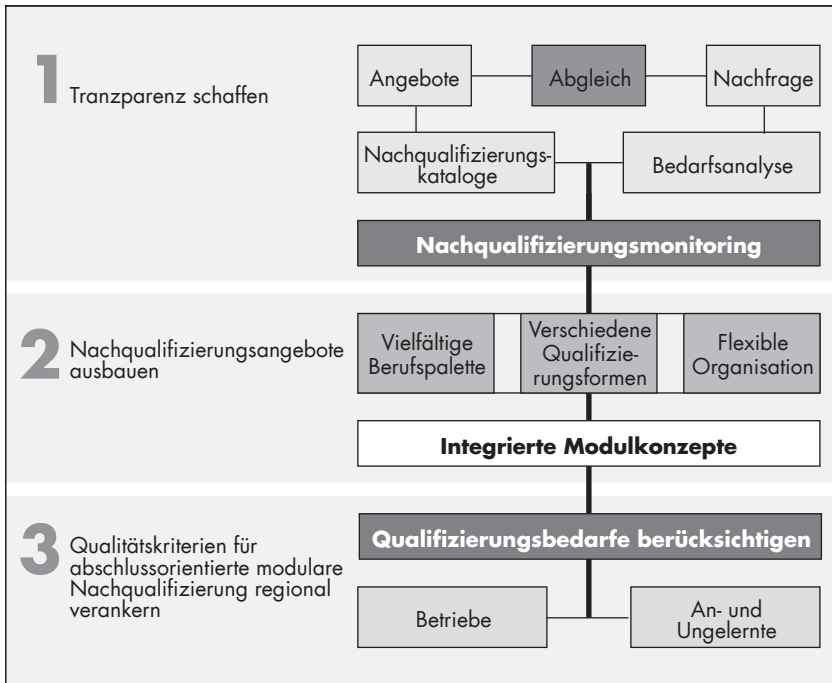 1
Tranzparenz schaffen
Angebote
Abgleich
Nachfrage
Nachqualifizierungs-
kataloge
Bedarfsanalyse
Nachqualifizierungsmonitoring
2
Nachqualifizierungsangebote
ausbauen
Vielfältige
Berufspalette
Verschiedene
Qualifizie-
rungsformen
Flexible
Organisation
Integrierte Modulkonzepte
3
Qualitätskriterien für
abschlussorientierte modulare
Nachqualifizierung regional
verankern
Qualifizierungsbedarfe berücksichtigen
Betriebe
An- und
Ungelernte